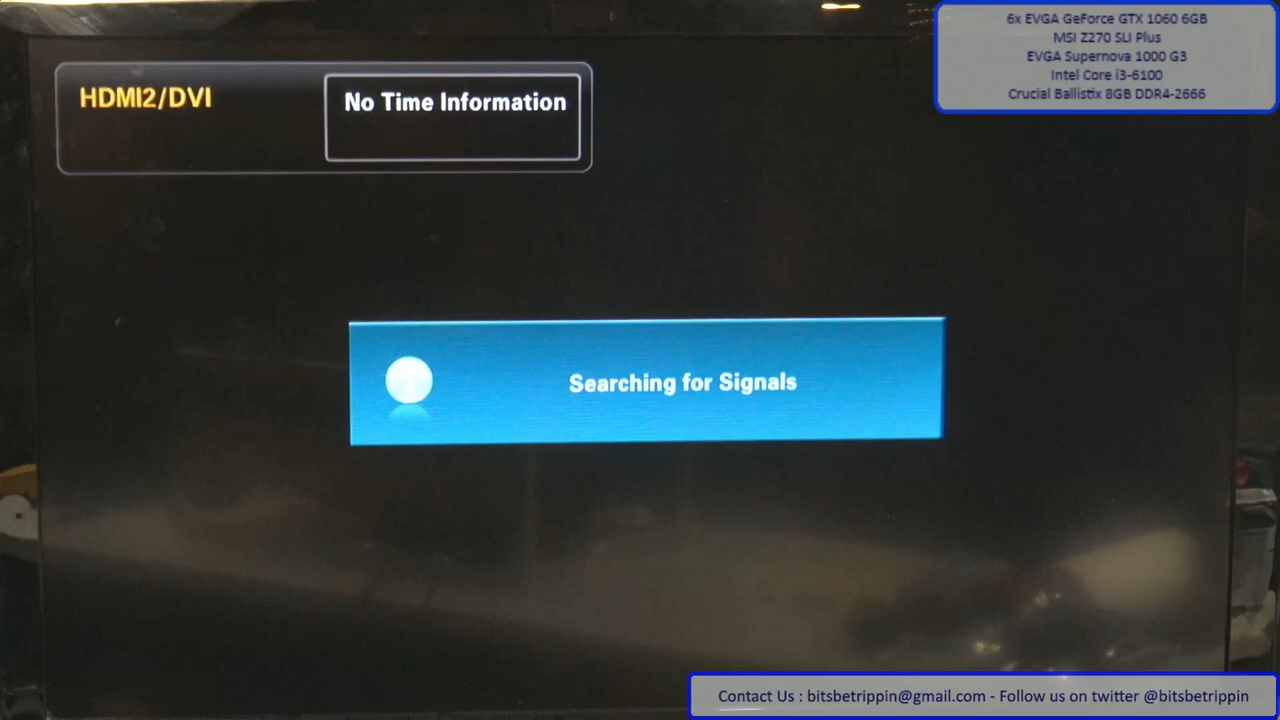 6x EVGA GeForce GTX 1060 6GB
MSI Z270 SLI Plus
EVGA Supernova 1000 G3
Intel Core i3-6100
Crucial Ballistix 8GB DDR4-2666
HDMI2/DVI
No Time Information
Searching for Signals
Contact Us : bitsbetrippin@gmail.com - Follow us on twitter @bitsbetrippin